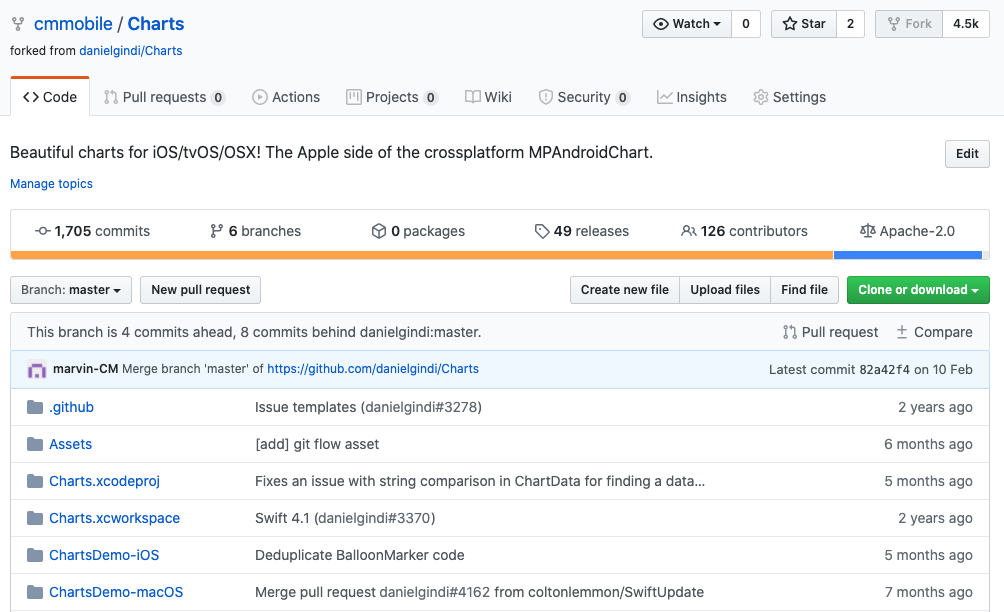 cmmobile / Charts
Watch 0 Star 2 Fork 4.5k
forked from danielgindi/Charts
Code Pull requests 0 Actions Projects 0 Wiki Security 0 Insights Settings
Beautiful charts for iOS/tvOS/OSX! The Apple side of the crossplatform MPAndroidChart.
Edit
Manage topics
1,705 commits 6 branches 0 packages 49 releases 126 contributors Apache-2.0
Branch: master New pull request Create new file Upload files Find file Clone or download
This branch is 4 commits ahead, 8 commits behind danielgindi:master. Pull request Compare
marvin-CM Merge branch 'master' of https://github.com/danielgindi/Charts Latest commit 82a42f4 on 10 Feb
.github Issue templates (danielgindi#3278) 2 years ago
Assets [add] git flow asset 6 months ago
Charts.xcodeproj Fixes an issue with string comparison in ChartData for finding a data... 5 months ago
Charts.xcworkspace Swift 4.1 (danielgindi#3370) 2 years ago
ChartsDemo-iOS Deduplicate BalloonMarker code 5 months ago
ChartsDemo-macOS Merge pull request danielgindi#4162 from coltonlemmon/SwiftUpdate 7 months ago